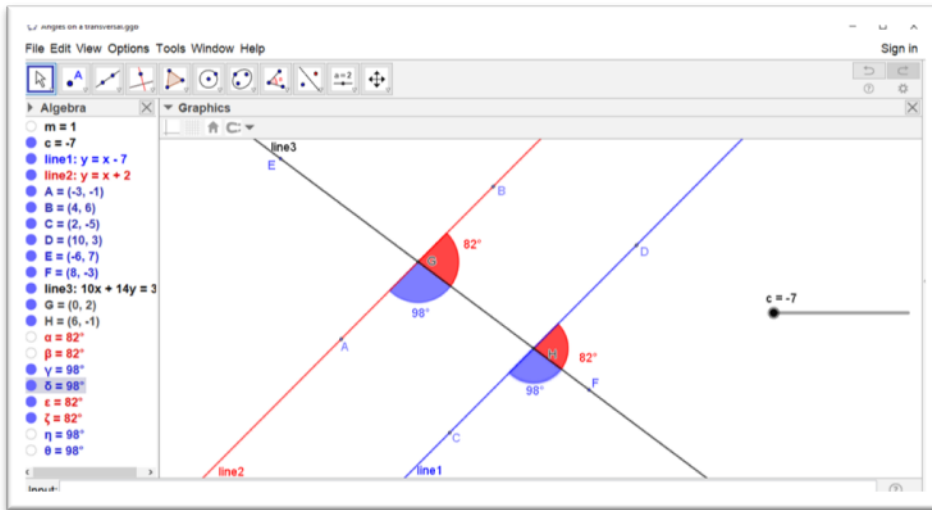 Angles on a transversal.ggb
File Edit View Options Tools Window Help
Sign in
A
a=2
Algebra
Graphics
m = 1
c = -7
line1: y = x - 7
line2: y = x + 2
A = (-3, -1)
B = (4, 6)
C = (2, -5)
D = (10, 3)
E = (-6, 7)
F = (8, -3)
line3: 10x + 14y = 3
G = (0, 2)
H = (6, -1)
α = 82°
β = 82°
γ = 98°
δ = 98°
ε = 82°
ζ = 82°
η = 98°
θ = 98°
line3
E
B
82°
G
D
98°
c = -7
A
H
82°
F
98°
C
line2
line1
Input: